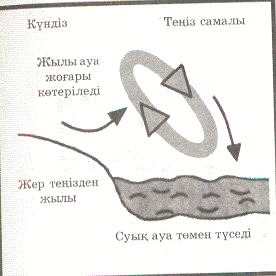 Күндіз
Теңіз самалы
Жылы ауа
жоғары
көтеріледі
Жер теңізден
жылы
Суық ауа төмен түседі